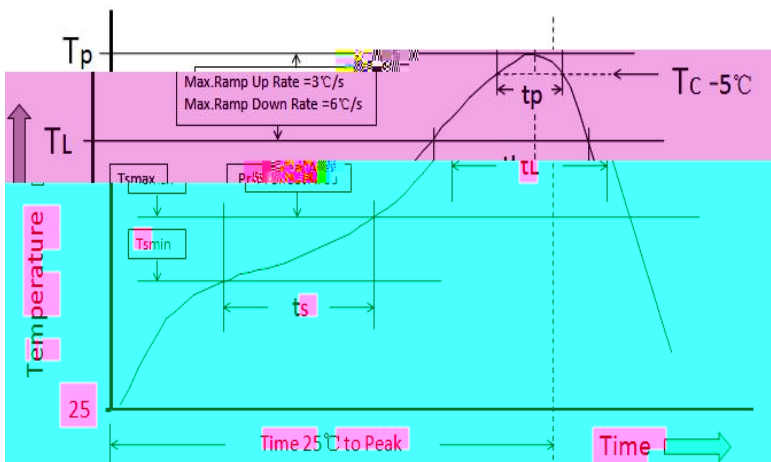 Tp
Max.Ramp Up Rate =3℃/s
Max.Ramp Down Rate =6℃/s
tp
TC -5℃
TL
tL
Tsmax
Tsmin
ts
Temperature
25
Time 25℃ to Peak
Time